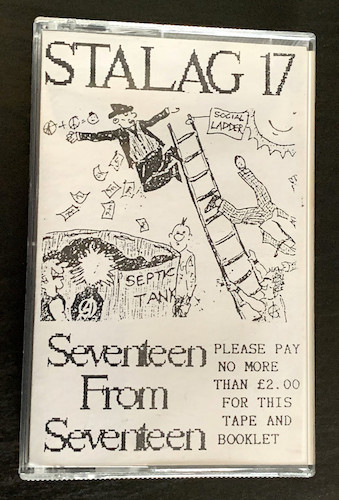 STALAG 17
SOCIAL
LADDER
SEPTIC
TANK
Seventeen
From
Seventeen
PLEASE PAY
NO MORE
THAN £2.00
FOR THIS
TAPE AND
BOOKLET